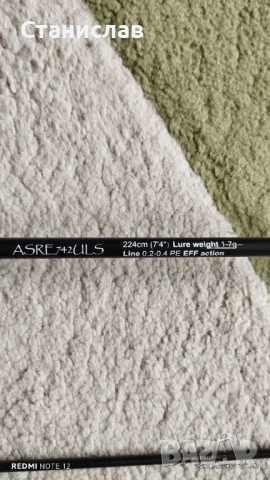 Станислав
ASRE742ULS 224cm (7'4") Lure weight 1-7g
Line 0.2-0.4 PE EFF action
REDMI NOTE 12
BAZAR